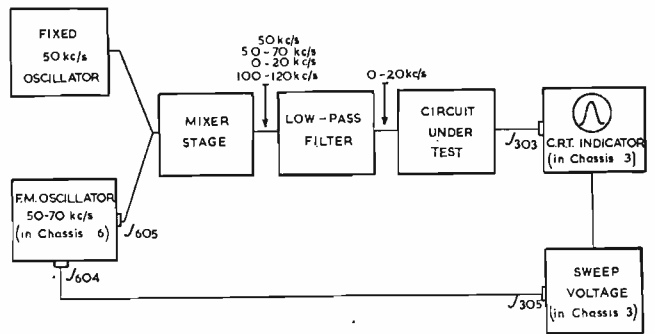 FIXED
50 kc/s
OSCILLATOR
50 kc/s
50-70 kc/s
0-20 kc/s
100-120 kc/s
0-20 kc/s
MIXER
STAGE
LOW-PASS
FILTER
CIRCUIT
UNDER
TEST
J303
C.R.T. INDICATOR
(in Chassis 3)
F.M. OSCILLATOR
50-70 kc/s
(in Chassis 6)
J605
J604
J305
SWEEP
VOLTAGE
(in Chassis 3)